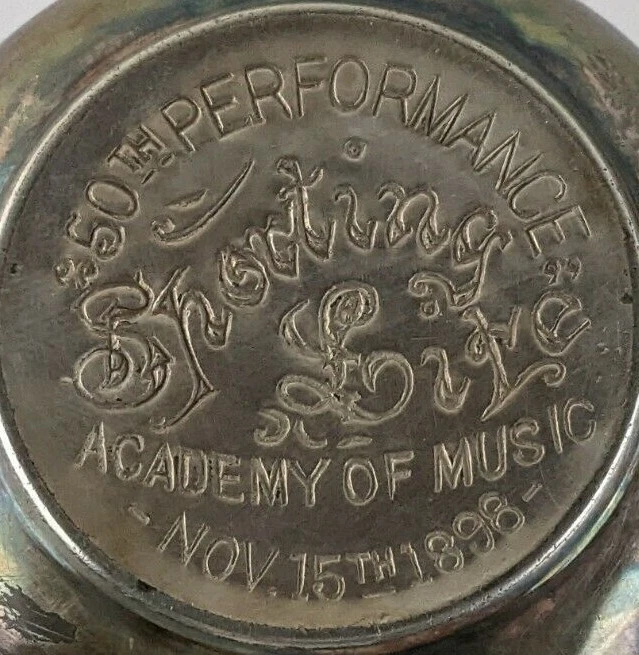 "50TH PERFORMANCE"
Sporting
Life
ACADEMY OF MUSIC
- NOV. 15TH 1898 -